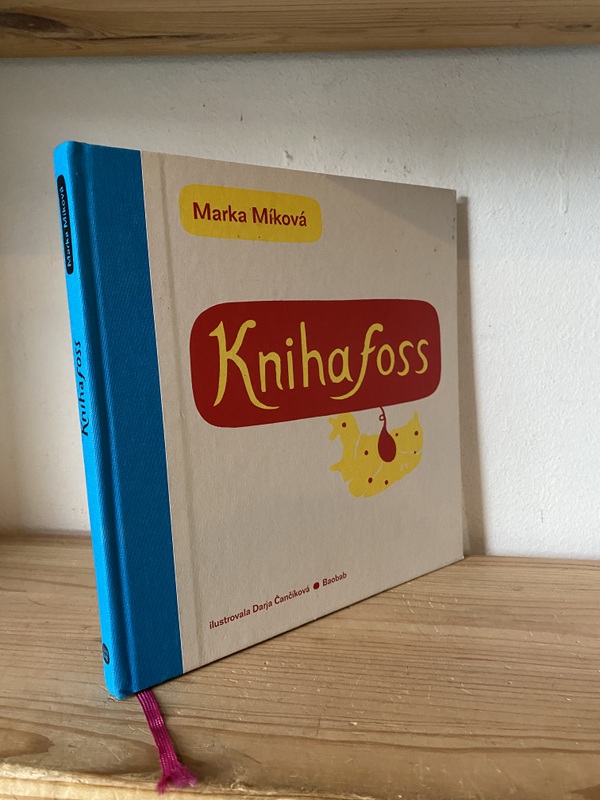 Marka Míková
Knihafoss
Marka Míková
Knihafoss
ilustrovala Darja Čančíková ● Baobab